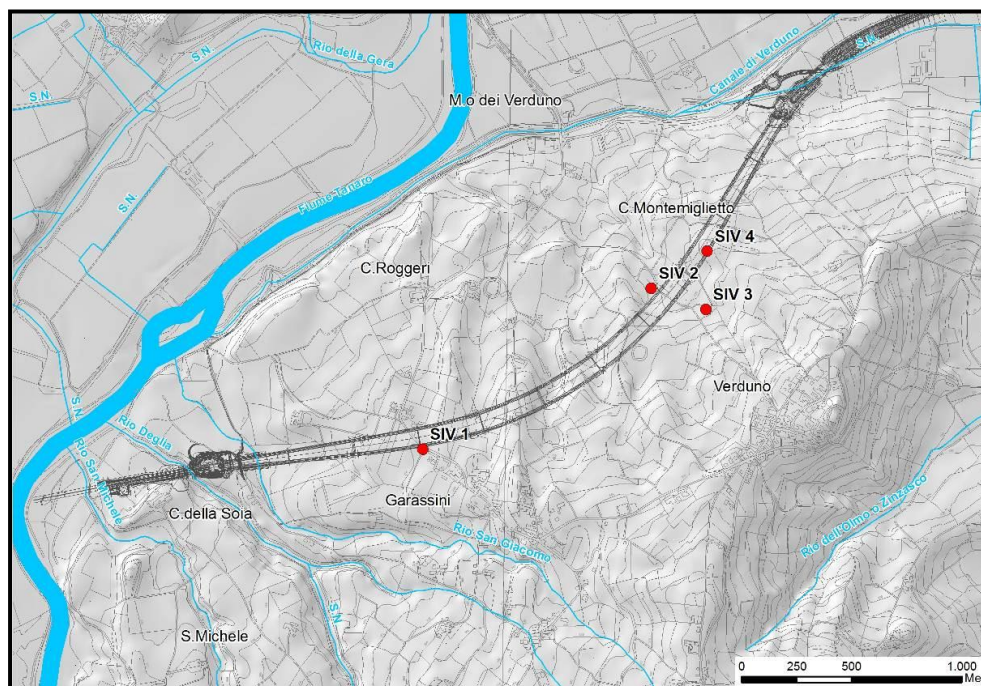 Rio della Gera
S.N.
S.N.
S.N.
Canale di Verduno
S.N.
M.o dei Verduno
Fiume Tanaro
C.Montemiglietto
SIV 4
C.Roggeri
SIV 2
SIV 3
Verduno
S.N.
Rio Deglia
SIV 1
Rio San Michele
Garassini
C.della Soia
Rio San Giacomo
Rio dell'Olmo o Zinzasco
S.N.
S.Michele
0 250 500 1.000
Me